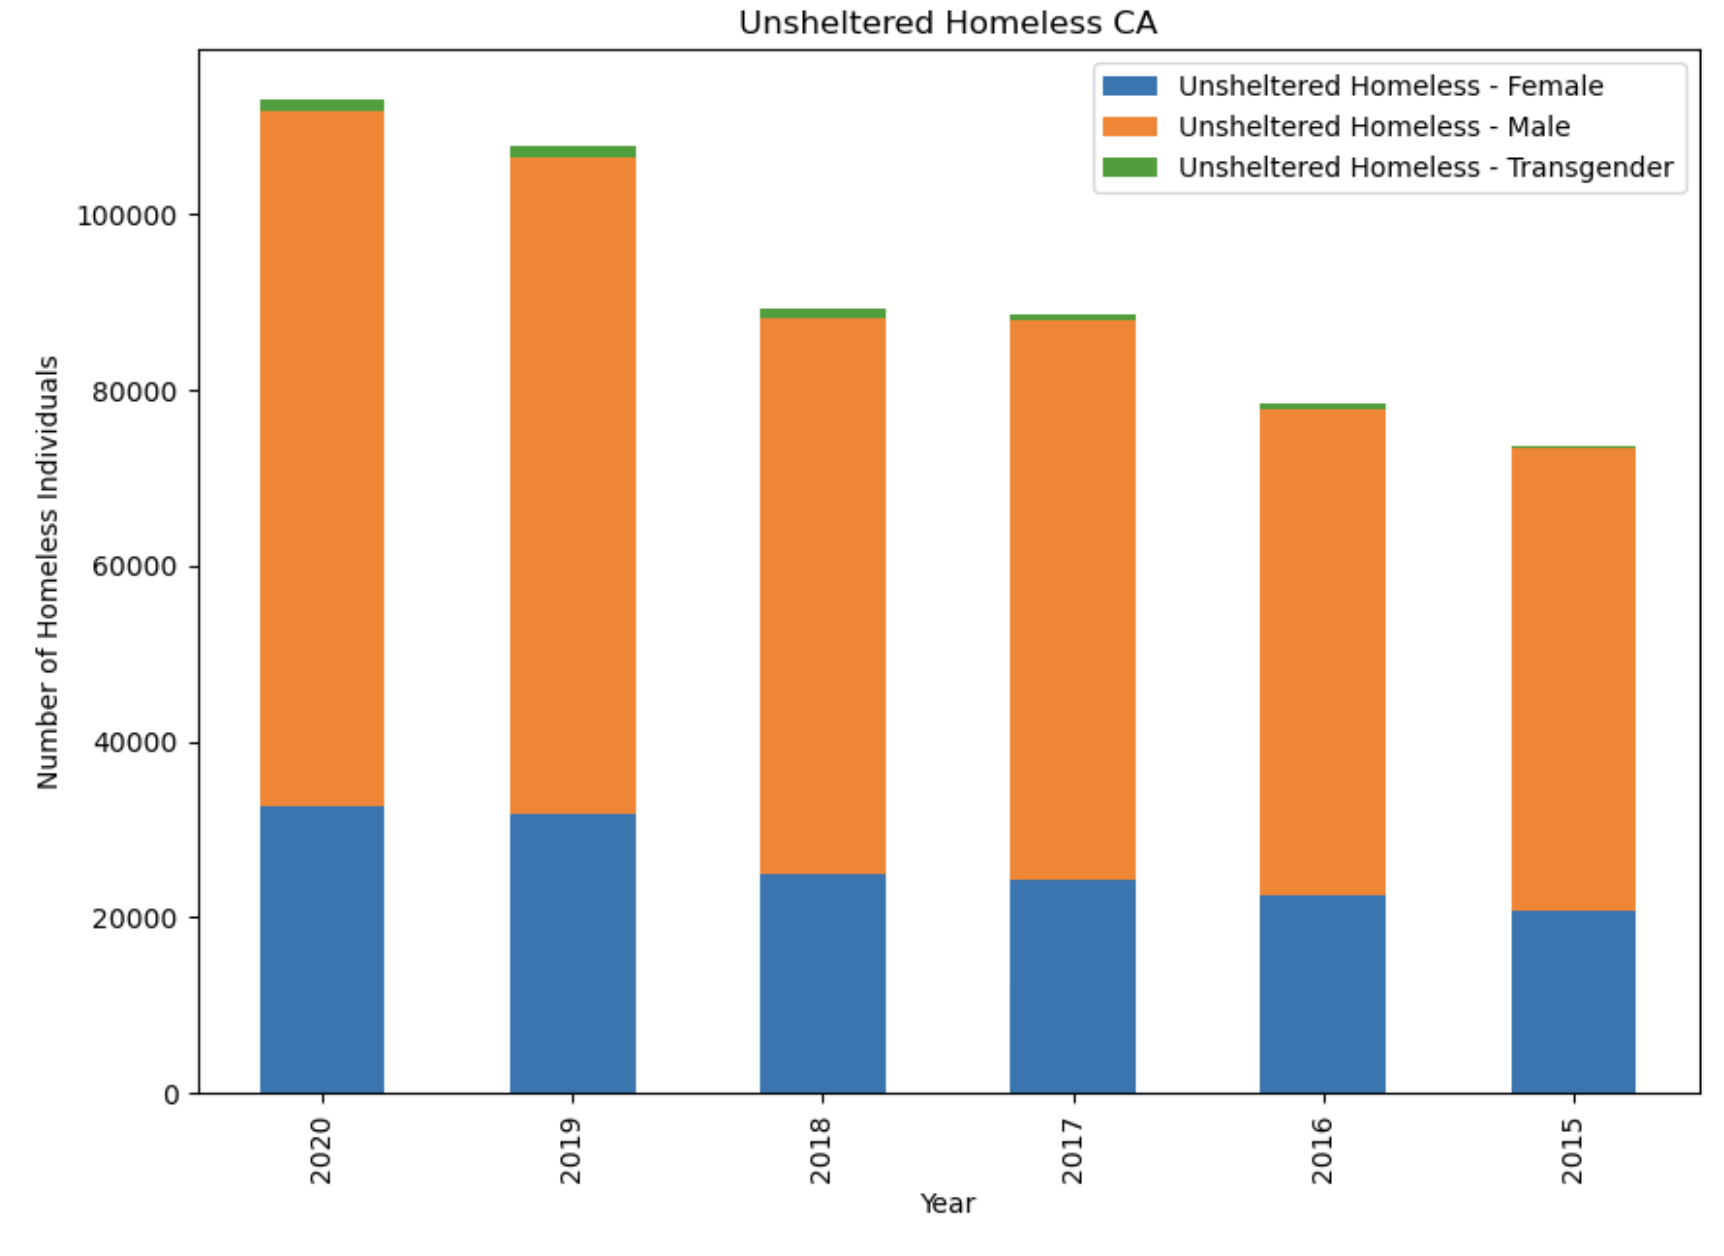 Unsheltered Homeless CA
Unsheltered Homeless - Female
Unsheltered Homeless - Male
Unsheltered Homeless - Transgender
Number of Homeless Individuals
100000
80000
60000
40000
20000
0
2020
2019
2018
2017
2016
2015
Year